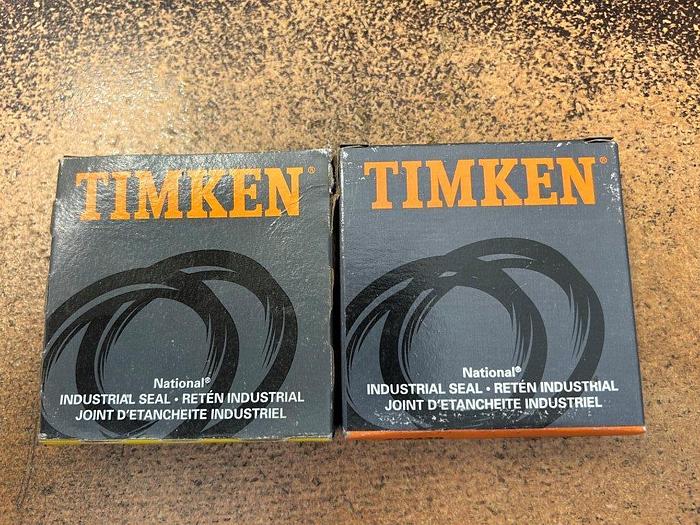 TIMKEN®
National®
INDUSTRIAL SEAL • RETÉN INDUSTRIAL
JOINT D'ETANCHEITE INDUSTRIEL
TIMKEN®
National®
INDUSTRIAL SEAL • RETÉN INDUSTRIAL
JOINT D'ETANCHEITE INDUSTRIEL